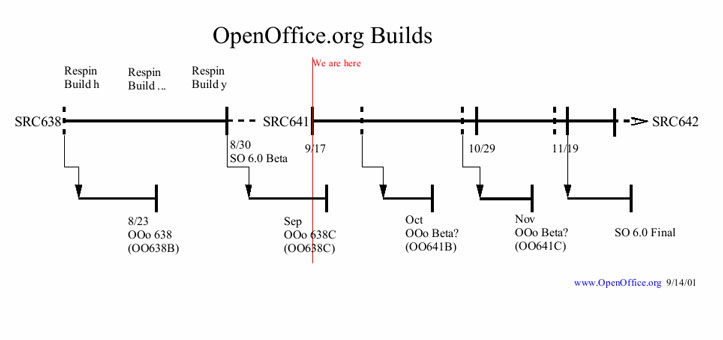 OpenOffice.org Builds
We are here
Respin
Build h
Respin
Build ...
Respin
Build y
SRC638
SRC641
SRC642
8/30
SO 6.0 Beta
9/17
10/29
11/19
8/23
OOo 638
(OO638B)
Sep
OOo 638C
(OO638C)
Oct
OOo Beta?
(OO641B)
Nov
OOo Beta?
(OO641C)
SO 6.0 Final
www.OpenOffice.org 9/14/01